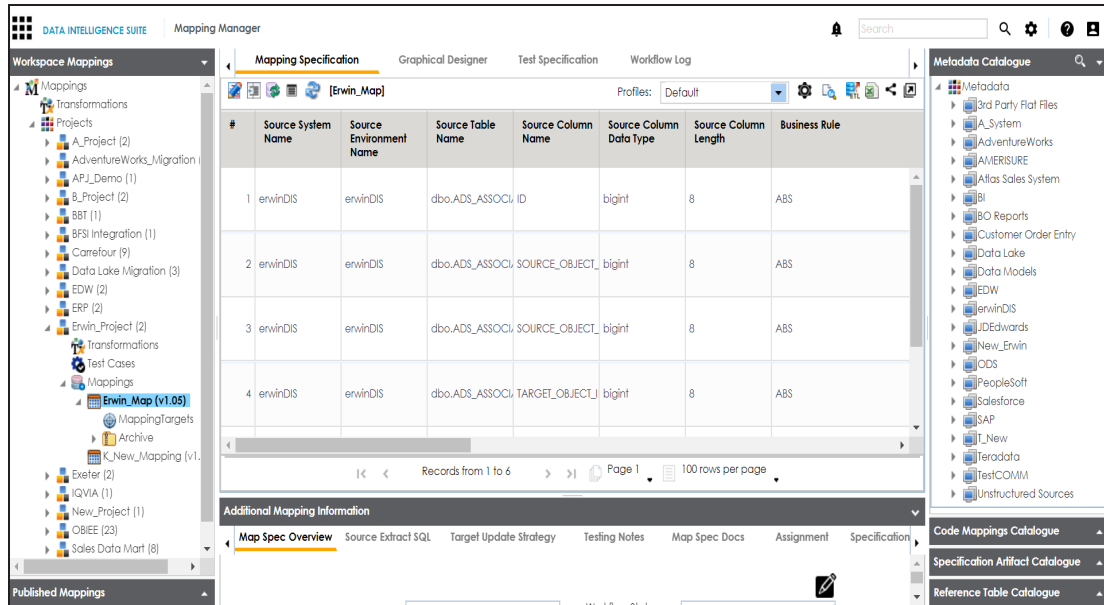 DATA INTELLIGENCE SUITE
Mapping Manager
Search
Workspace Mappings
Mappings
Transformations
Projects
A_Project (2)
AdventureWorks_Migration (
APJ_Demo (1)
B_Project (2)
BBT (1)
BFSI Integration (1)
Carrefour (9)
Data Lake Migration (3)
EDW (2)
ERP (2)
Erwin_Project (2)
Transformations
Test Cases
Mappings
Erwin_Map (v1.05)
MappingTargets
Archive
K_New_Mapping (v1.
Exeter (2)
IQVIA (1)
New_Project (1)
OBIEE (23)
Sales Data Mart (8)
Published Mappings
Mapping Specification
Graphical Designer
Test Specification
Workflow Log
[Erwin_Map]
Profiles: Default
# Source System Name Source Environment Name Source Table Name Source Column Name Source Column Data Type Source Column Length Business Rule
1 erwinDIS erwinDIS dbo.ADS_ASSOCI ID bigint 8 ABS
2 erwinDIS erwinDIS dbo.ADS_ASSOCI SOURCE_OBJECT_ bigint 8 ABS
3 erwinDIS erwinDIS dbo.ADS_ASSOCI SOURCE_OBJECT_ bigint 8 ABS
4 erwinDIS erwinDIS dbo.ADS_ASSOCI TARGET_OBJECT_ bigint 8 ABS
Records from 1 to 6
Page 1
100 rows per page
Additional Mapping Information
Map Spec Overview
Source Extract SQL
Target Update Strategy
Testing Notes
Map Spec Docs
Assignment
Specification
Metadata Catalogue
Metadata
3rd Party Flat Files
A_System
AdventureWorks
AMERISURE
Atlas Sales System
BI
BO Reports
Customer Order Entry
Data Lake
Data Models
EDW
erwinDIS
JDEdwards
New_Erwin
ODS
PeopleSoft
Salesforce
SAP
T_New
Teradata
TestCOMM
Unstructured Sources
Code Mappings Catalogue
Specification Artifact Catalogue
Reference Table Catalogue